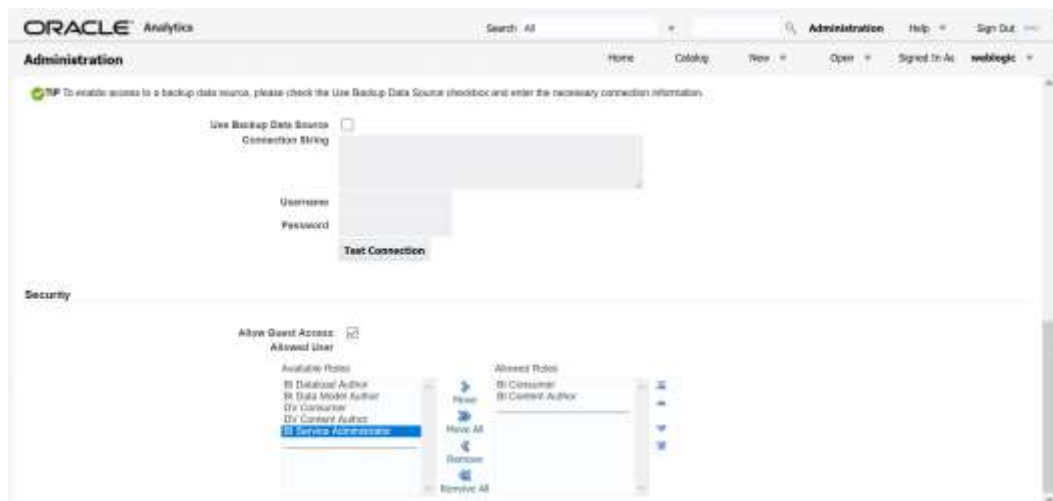 ORACLE Analytics Search All Administration Help Sign Out
Administration Home Catalog New Open Signed In As weblogic
TIP To enable access to a backup data source, please check the Use Backup Data Source checkbox and enter the necessary connection information.
Use Backup Data Source
Connection String
Username
Password
Test Connection
Security
Allow Guest Access
Allowed User
Available Roles Allowed Roles
BI Dataload Author BI Consumer
BI Data Model Author Move BI Content Author
DV Consumer
DV Content Author
BI Service Administrator Move All
Remove
Remove All